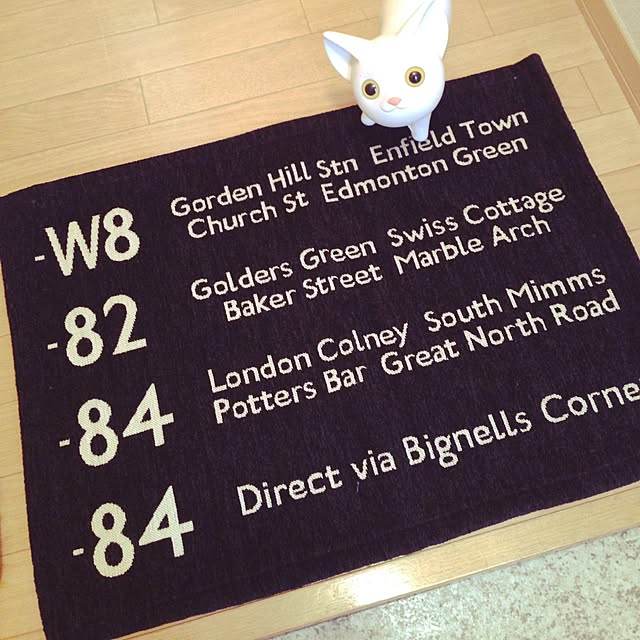 -W8 Gorden Hill Stn Enfield Town
Church St Edmonton Green
-82 Golders Green Swiss Cottage
Baker Street Marble Arch
-84 London Colney South Mimms
Potters Bar Great North Road
-84 Direct via Bignells Corne